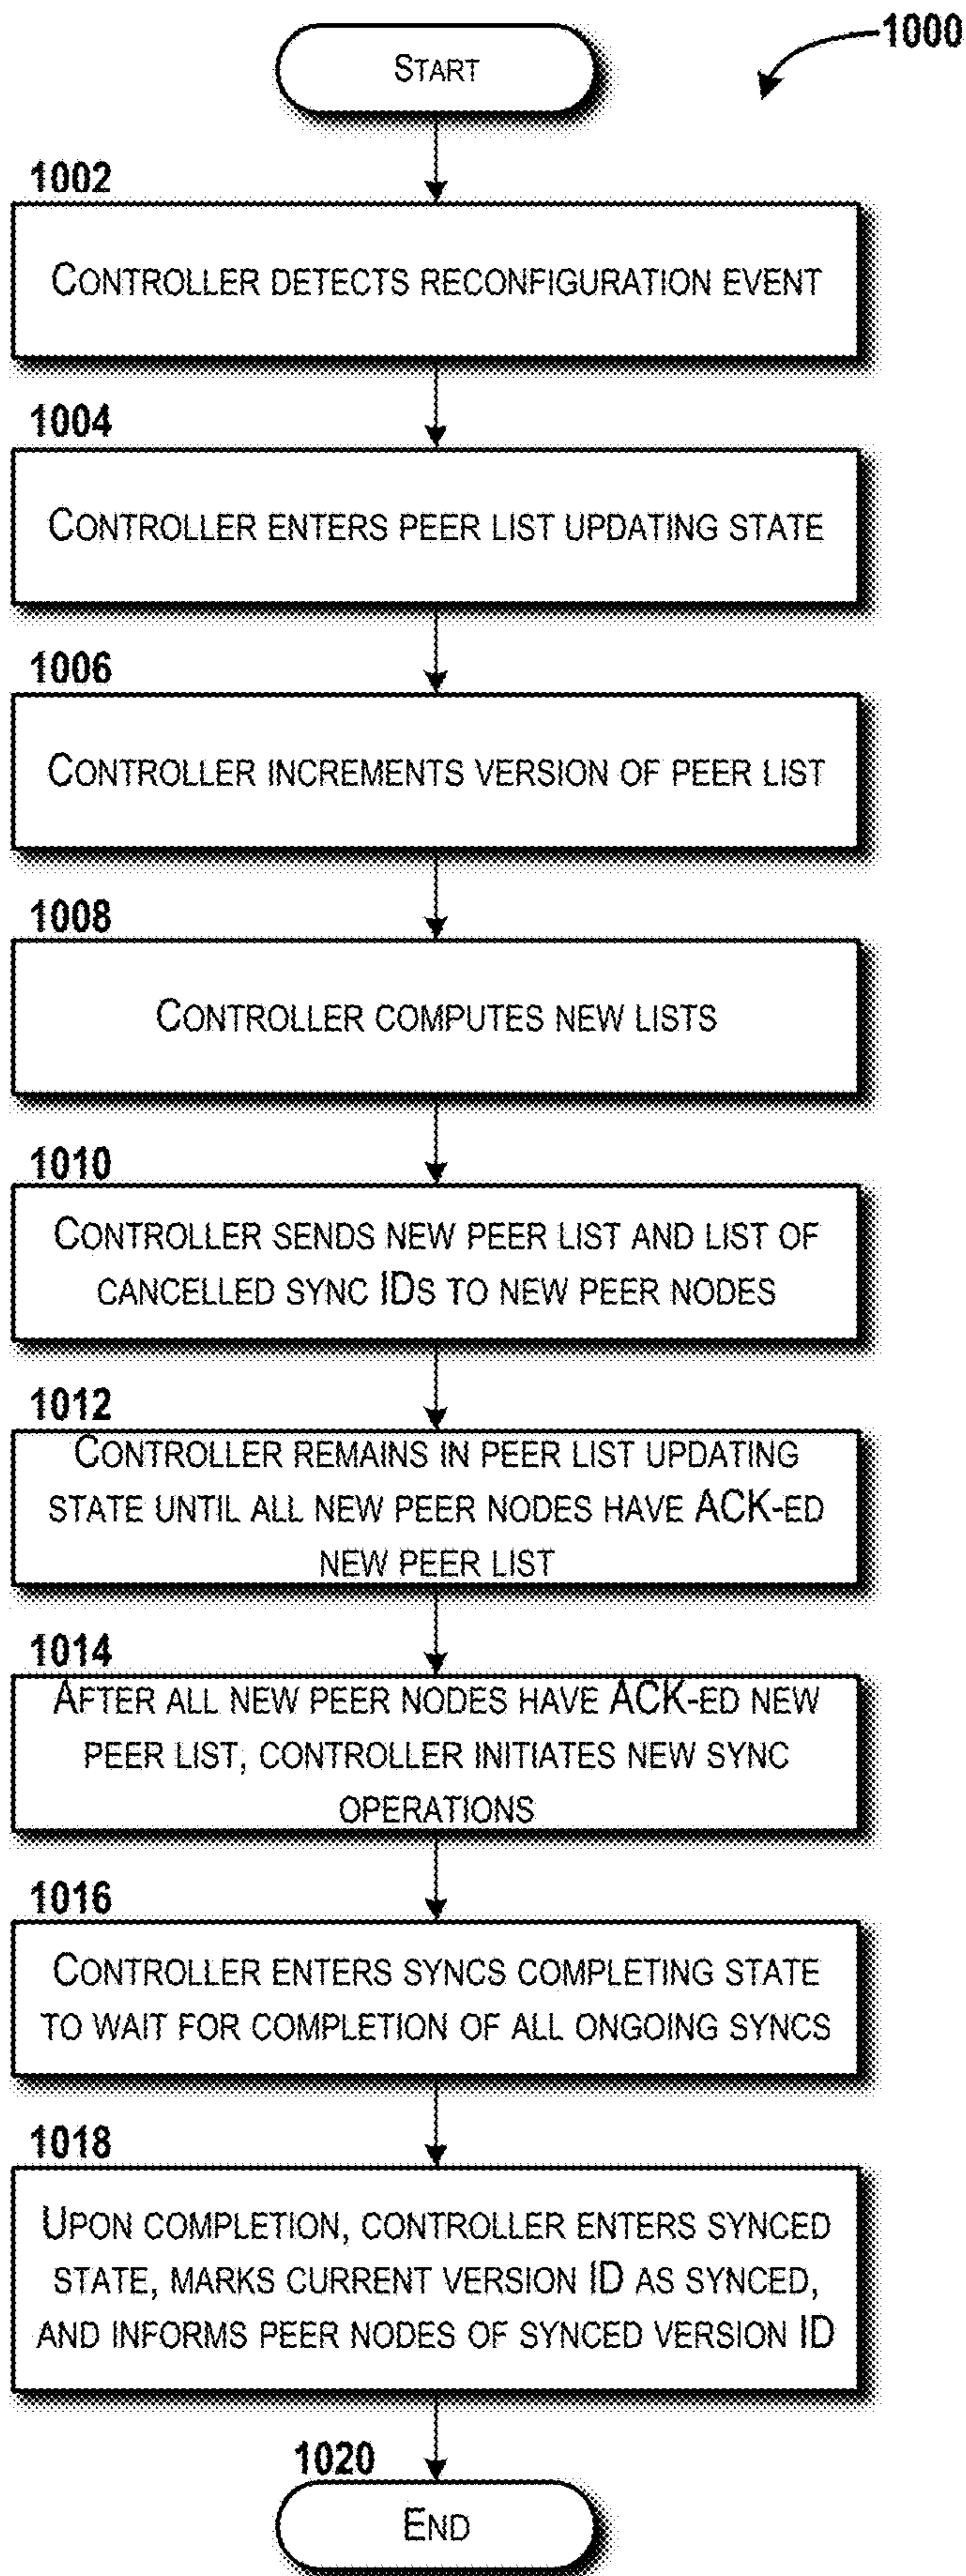 1000
START
1002
CONTROLLER DETECTS RECONFIGURATION EVENT
1004
CONTROLLER ENTERS PEER LIST UPDATING STATE
1006
CONTROLLER INCREMENTS VERSION OF PEER LIST
1008
CONTROLLER COMPUTES NEW LISTS
1010
CONTROLLER SENDS NEW PEER LIST AND LIST OF
CANCELLED SYNC IDS TO NEW PEER NODES
1012
CONTROLLER REMAINS IN PEER LIST UPDATING
STATE UNTIL ALL NEW PEER NODES HAVE ACK-ED
NEW PEER LIST
1014
AFTER ALL NEW PEER NODES HAVE ACK-ED NEW
PEER LIST, CONTROLLER INITIATES NEW SYNC
OPERATIONS
1016
CONTROLLER ENTERS SYNCS COMPLETING STATE
TO WAIT FOR COMPLETION OF ALL ONGOING SYNCS
1018
UPON COMPLETION, CONTROLLER ENTERS SYNCED
STATE, MARKS CURRENT VERSION ID AS SYNCED,
AND INFORMS PEER NODES OF SYNCED VERSION ID
1020
END